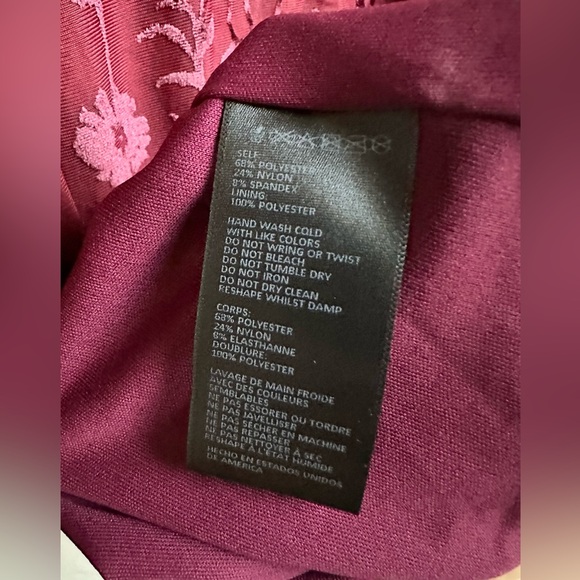 SELF:
68% POLYESTER
24% NYLON
8% SPANDEX
LINING:
100% POLYESTER
HAND WASH COLD
WITH LIKE COLORS
DO NOT WRING OR TWIST
DO NOT BLEACH
DO NOT TUMBLE DRY
DO NOT IRON
DO NOT DRY CLEAN
RESHAPE WHILST DAMP
CORPS:
68% POLYESTER
24% NYLON
8% ELASTHANNE
DOUBLURE:
100% POLYESTER
LAVAGE DE MAIN FROIDE
AVEC DES COULEURS
SEMBLABLES
NE PAS ESSORER OU TORDRE
NE PAS JAVELLISER
NE PAS SÉCHER EN MACHINE
NE PAS REPASSER
NE PAS NETTOYER À SEC
RESHAPE À L'ÉTAT HUMIDE
HECHO EN ESTADOS UNIDOS
DE AMERICA